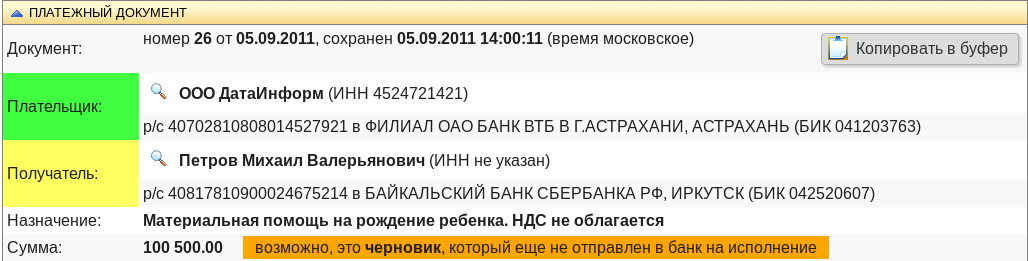 ПЛАТЕЖНЫЙ ДОКУМЕНТ
Документ: номер 26 от 05.09.2011, сохранен 05.09.2011 14:00:11 (время московское) Копировать в буфер
Плательщик: ООО ДатаИнформ (ИНН 4524721421)
р/с 40702810808014527921 в ФИЛИАЛ ОАО БАНК ВТБ В Г.АСТРАХАНИ, АСТРАХАНЬ (БИК 041203763)
Получатель: Петров Михаил Валерьянович (ИНН не указан)
р/с 40817810900024675214 в БАЙКАЛЬСКИЙ БАНК СБЕРБАНКА РФ, ИРКУТСК (БИК 042520607)
Назначение: Материальная помощь на рождение ребенка. НДС не облагается
Сумма: 100 500.00 возможно, это черновик, который еще не отправлен в банк на исполнение